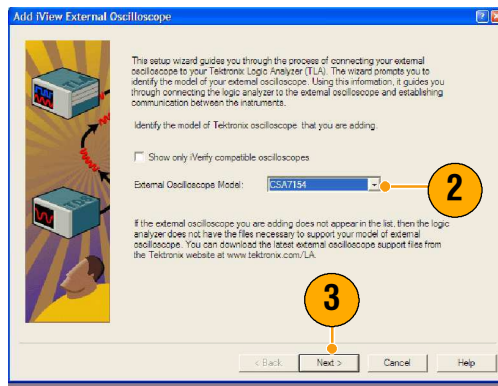 Add iView External Oscilloscope
This setup wizard guides you through the process of connecting your external
oscilloscope to your Tektronix Logic Analyzer (TLA). The wizard prompts you to
identify the model of your external oscilloscope. Using this information, it guides you
through connecting the logic analyzer to the external oscilloscope and establishing
communication between the instruments.
Identify the model of Tektronix oscilloscope that you are adding.
Show only iVerify compatible oscilloscopes
External Oscilloscope Model: CSA7154
2
If the external oscilloscope you are adding does not appear in the list, then the logic
analyzer does not have the files necessary to support your model of external
oscilloscope. You can download the latest external oscilloscope support files from
the Tektronix website at www.tektronix.com/LA.
3
< Back Next > Cancel Help
TLA
TDS